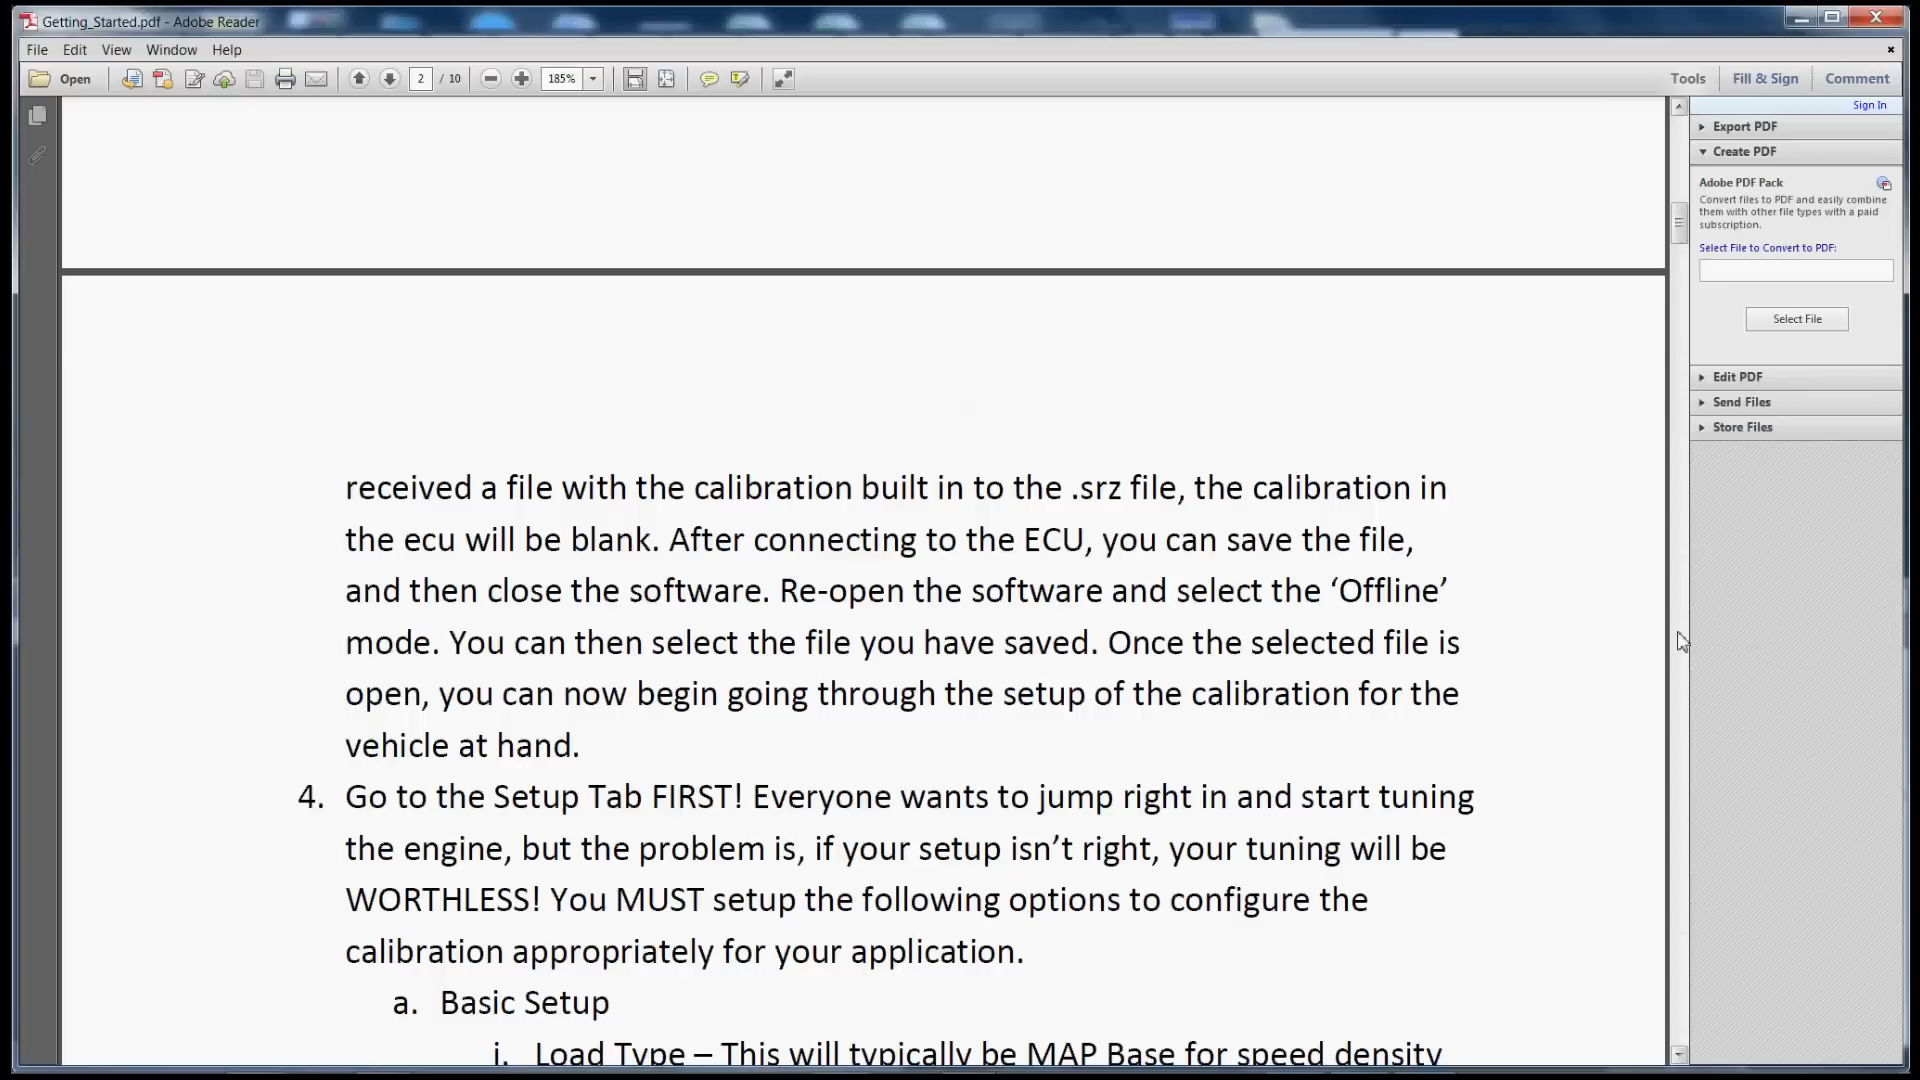 Getting_Started.pdf - Adobe Reader
File Edit View Window Help
Open 2 / 10 185% Tools Fill & Sign Comment
Sign In
Export PDF
Create PDF
Adobe PDF Pack
Convert files to PDF and easily combine
them with other file types with a paid
subscription.
Select File to Convert to PDF:
Select File
Edit PDF
Send Files
Store Files
received a file with the calibration built in to the .srz file, the calibration in
the ecu will be blank. After connecting to the ECU, you can save the file,
and then close the software. Re-open the software and select the ‘Offline’
mode. You can then select the file you have saved. Once the selected file is
open, you can now begin going through the setup of the calibration for the
vehicle at hand.
4. Go to the Setup Tab FIRST! Everyone wants to jump right in and start tuning
the engine, but the problem is, if your setup isn’t right, your tuning will be
WORTHLESS! You MUST setup the following options to configure the
calibration appropriately for your application.
a. Basic Setup
i. Load Type – This will typically be MAP Base for speed density